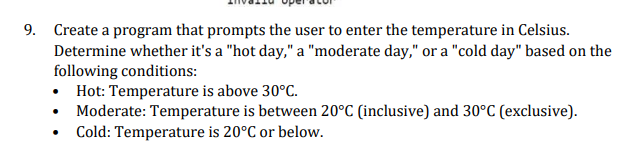 9. Create a program that prompts the user to enter the temperature in Celsius.
Determine whether it's a "hot day," a "moderate day," or a "cold day" based on the
following conditions:
• Hot: Temperature is above 30°C.
• Moderate: Temperature is between 20°C (inclusive) and 30°C (exclusive).
• Cold: Temperature is 20°C or below.